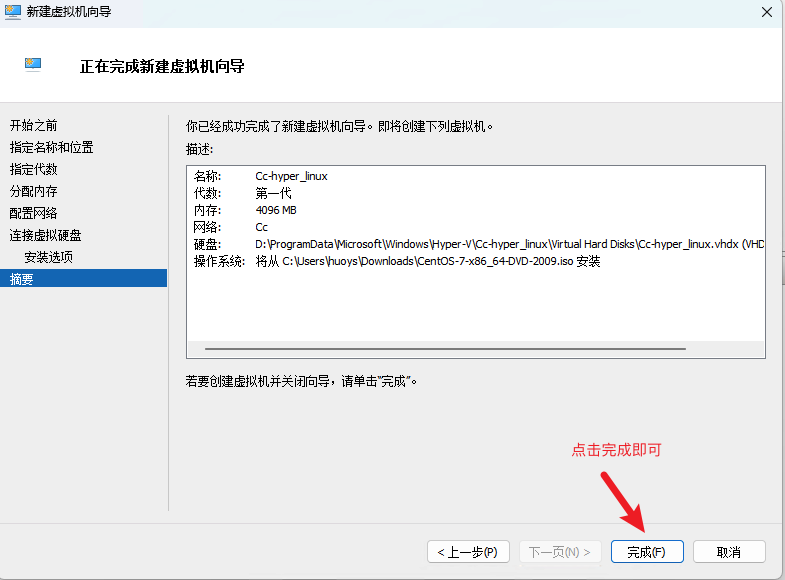 新建虚拟机向导
正在完成新建虚拟机向导
开始之前
指定名称和位置
指定代数
分配内存
配置网络
连接虚拟硬盘
安装选项
摘要
你已经成功完成了新建虚拟机向导。即将创建下列虚拟机。
描述:
名称: Cc-hyper_linux
代数: 第一代
内存: 4096 MB
网络: Cc
硬盘: D:\ProgramData\Microsoft\Windows\Hyper-V\Cc-hyper_linux\Virtual Hard Disks\Cc-hyper_linux.vhdx (VHD
操作系统: 将从 C:\Users\huoys\Downloads\CentOS-7-x86_64-DVD-2009.iso 安装
若要创建虚拟机并关闭向导，请单击"完成"。
点击完成即可
< 上一步(P)
下一页(N) >
完成(F)
取消